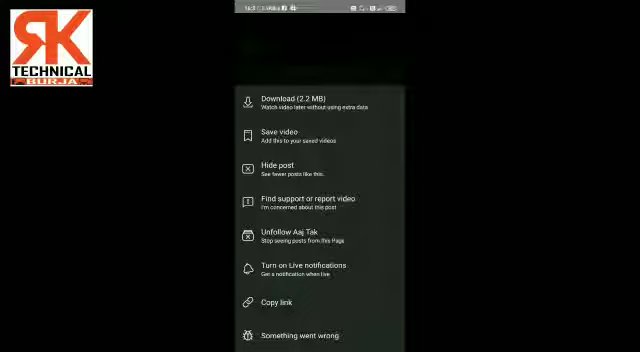 RK
TECHNICAL
BURJA
Download (2.2 MB)
Watch video later without using extra data
Save video
Add this to your saved videos
Hide post
See fewer posts like this.
Find support or report video
I'm concerned about this post
Unfollow Aaj Tak
Stop seeing posts from this Page
Turn on Live notifications
Get a notification when live
Copy link
Something went wrong